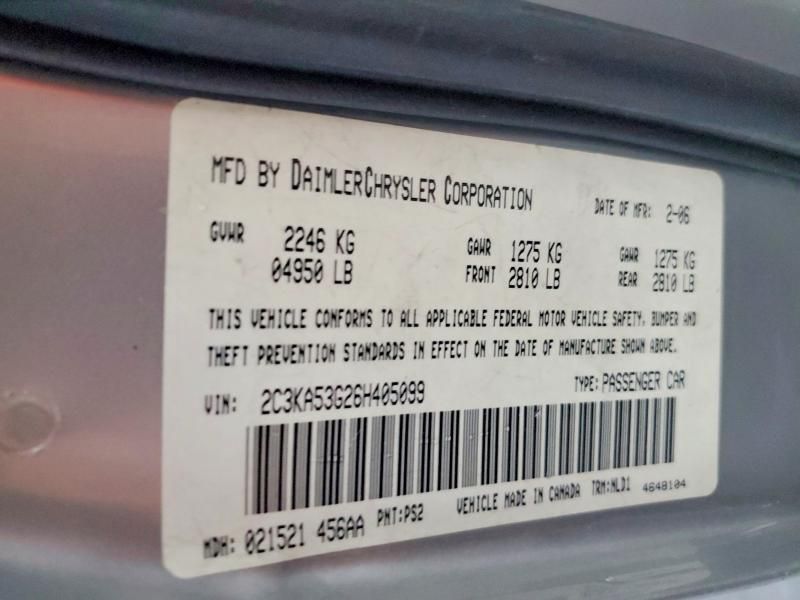 MFD BY DAIMLERCHRYSLER CORPORATION DATE OF MFR: 2-06
GVWR 2246 KG GAWR 1275 KG GAWR 1275 KG
04950 LB FRONT 2810 LB REAR 2810 LB
THIS VEHICLE CONFORMS TO ALL APPLICABLE FEDERAL MOTOR VEHICLE SAFETY, BUMPER AND
THEFT PREVENTION STANDARDS IN EFFECT ON THE DATE OF MANUFACTURE SHOWN ABOVE.
VIN: 2C3KA53G26H405099 TYPE: PASSENGER CAR
MDH: 021521 456AA PNT:PS2 VEHICLE MADE IN CANADA TRM:NLD1 4648104